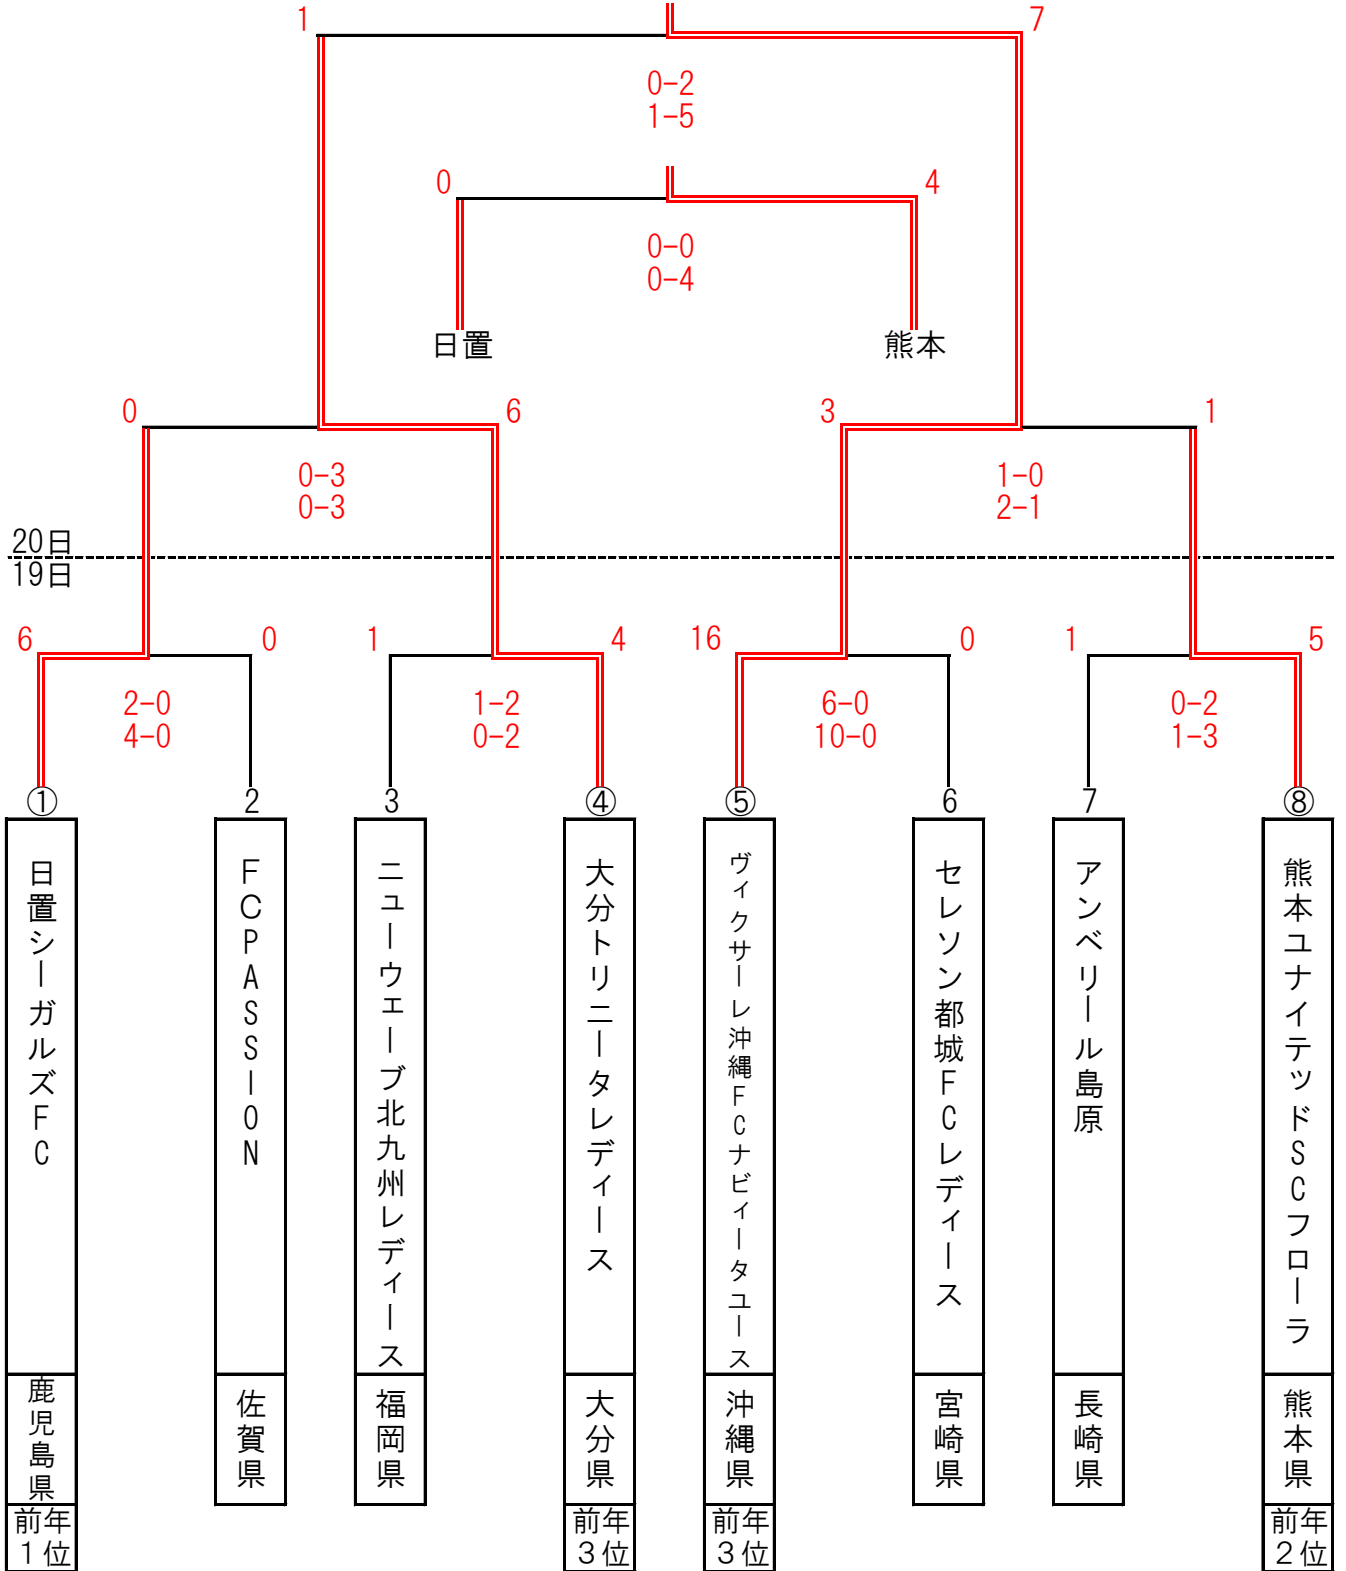 1 7
0-2
1-5
0 4
0-0
0-4
日置 熊本
0 6 3 1
0-3 1-0
0-3 2-1
20日
19日
6 0 1 4 16 0 1 5
2-0 1-2 6-0 0-2
4-0 0-2 10-0 1-3
① 2 3 ④ ⑤ 6 7 ⑧
日置シーガルズFC
FCPASSION
ニューウェーブ北九州レディース
大分トリニータレディース
ヴィクサーレ沖縄FCナビィータユース
セレソン都城FCレディース
アンベリール島原
熊本ユナイテッドSCフローラ
鹿児島県
佐賀県
福岡県
大分県
沖縄県
宮崎県
長崎県
熊本県
前年 前年 前年 前年
1位 3位 3位 2位